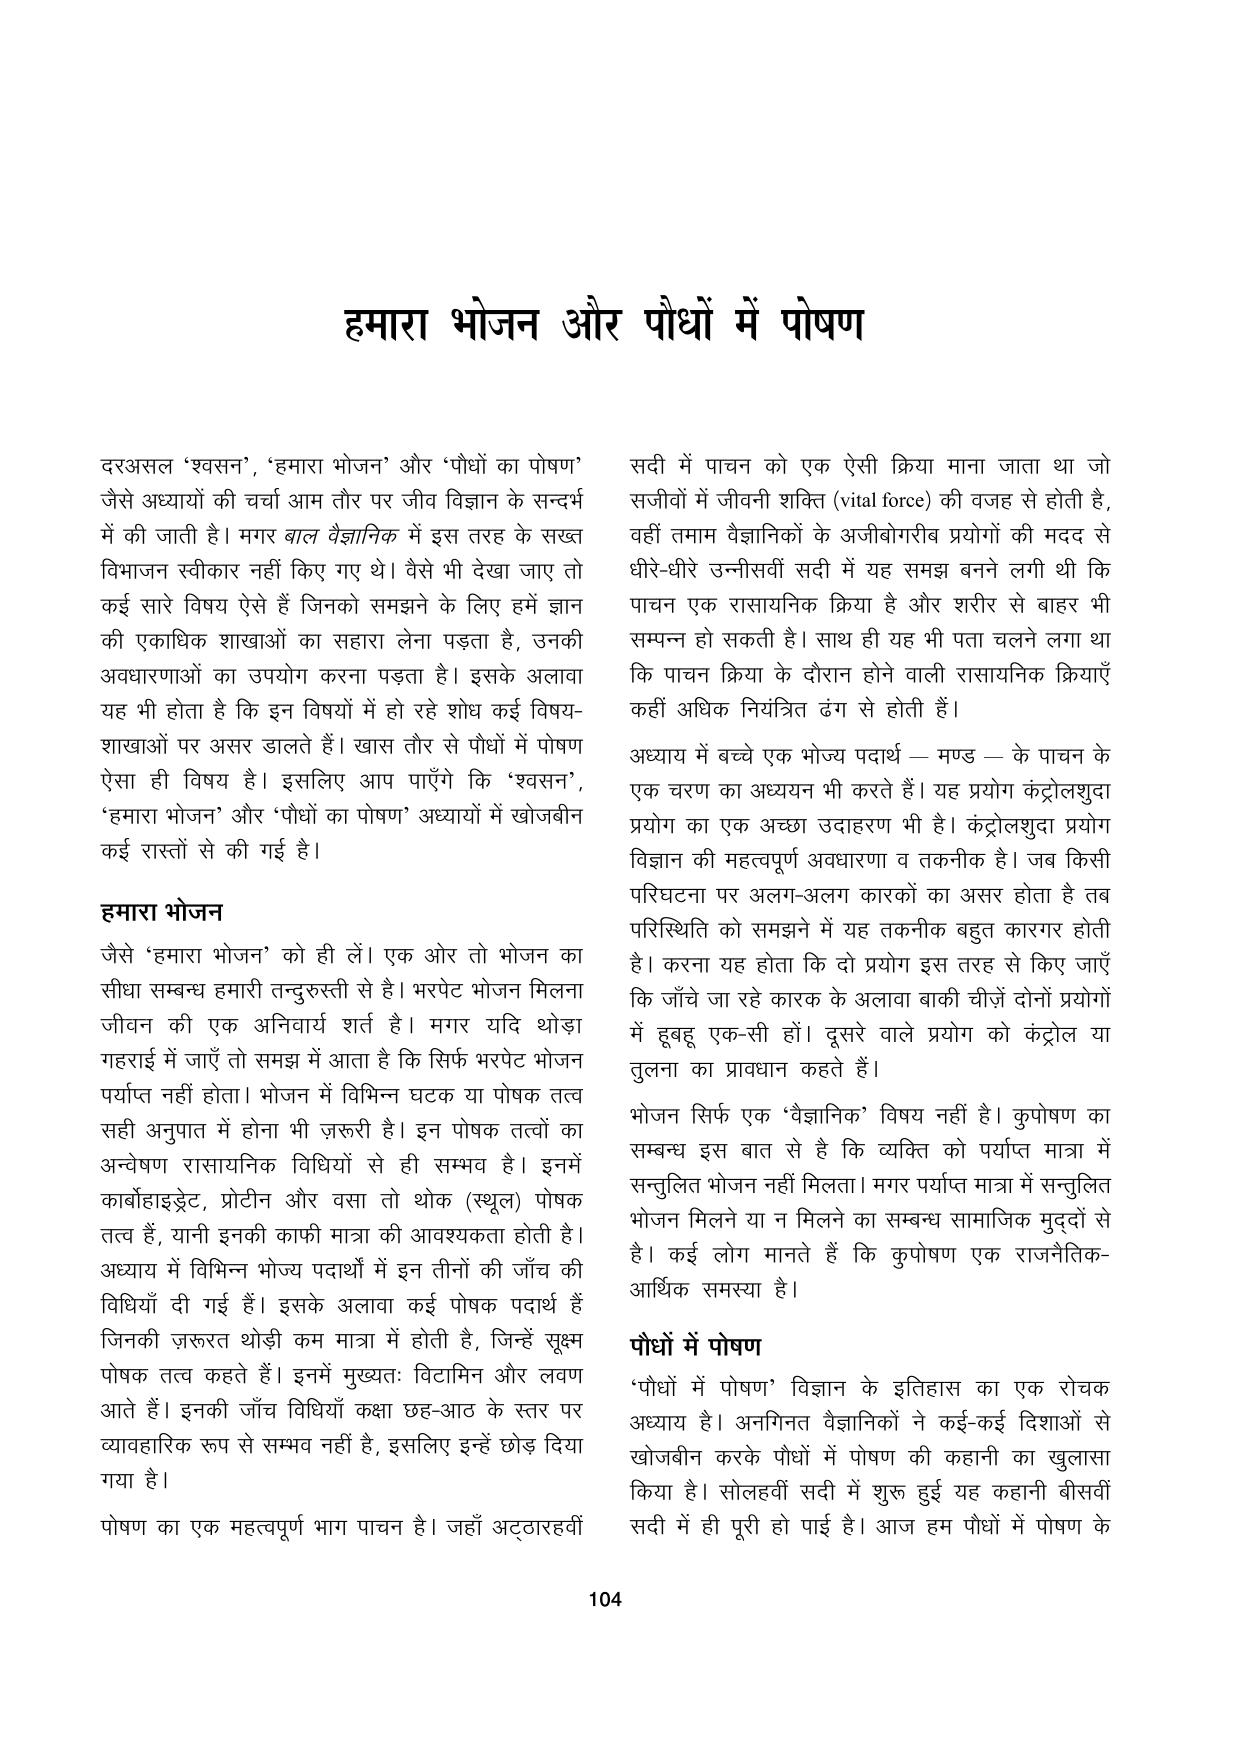 हमारा भोजन और पौधों में पोषण
दरअसल ‘श्वसन’, ‘हमारा भोजन’ और ‘पौधों का पोषण’
जैसे अध्यायों की चर्चा आम तौर पर जीव विज्ञान के सन्दर्भ
में की जाती है। मगर बाल वैज्ञानिक में इस तरह के सख्त
विभाजन स्वीकार नहीं किए गए थे। वैसे भी देखा जाए तो
कई सारे विषय ऐसे हैं जिनको समझने के लिए हमें ज्ञान
की एकाधिक शाखाओं का सहारा लेना पड़ता है, उनकी
अवधारणाओं का उपयोग करना पड़ता है। इसके अलावा
यह भी होता है कि इन विषयों में हो रहे शोध कई विषय-
शाखाओं पर असर डालते हैं। खास तौर से पौधों में पोषण
ऐसा ही विषय है। इसलिए आप पाएँगे कि ‘श्वसन’,
‘हमारा भोजन’ और ‘पौधों का पोषण’ अध्यायों में खोजबीन
कई रास्तों से की गई है।
हमारा भोजन
जैसे ‘हमारा भोजन’ को ही लें। एक ओर तो भोजन का
सीधा सम्बन्ध हमारी तन्दुरुस्ती से है। भरपेट भोजन मिलना
जीवन की एक अनिवार्य शर्त है। मगर यदि थोड़ा
गहराई में जाएँ तो समझ में आता है कि सिर्फ भरपेट भोजन
पर्याप्त नहीं होता। भोजन में विभिन्न घटक या पोषक तत्व
सही अनुपात में होना भी ज़रूरी है। इन पोषक तत्वों का
अन्वेषण रासायनिक विधियों से ही सम्भव है। इनमें
कार्बोहाइड्रेट, प्रोटीन और वसा तो थोक (स्थूल) पोषक
तत्व हैं, यानी इनकी काफी मात्रा की आवश्यकता होती है।
अध्याय में विभिन्न भोज्य पदार्थों में इन तीनों की जाँच की
विधियाँ दी गई हैं। इसके अलावा कई पोषक पदार्थ हैं
जिनकी ज़रूरत थोड़ी कम मात्रा में होती है, जिन्हें सूक्ष्म
पोषक तत्व कहते हैं। इनमें मुख्यतः विटामिन और लवण
आते हैं। इनकी जाँच विधियाँ कक्षा छह-आठ के स्तर पर
व्यावहारिक रूप से सम्भव नहीं है, इसलिए इन्हें छोड़ दिया
गया है।
पोषण का एक महत्वपूर्ण भाग पाचन है। जहाँ अट्ठारहवीं
सदी में पाचन को एक ऐसी क्रिया माना जाता था जो
सजीवों में जीवनी शक्ति (vital force) की वजह से होती है,
वहीं तमाम वैज्ञानिकों के अजीबोगरीब प्रयोगों की मदद से
धीरे-धीरे उन्नीसवीं सदी में यह समझ बनने लगी थी कि
पाचन एक रासायनिक क्रिया है और शरीर से बाहर भी
सम्पन्न हो सकती है। साथ ही यह भी पता चलने लगा था
कि पाचन क्रिया के दौरान होने वाली रासायनिक क्रियाएँ
कहीं अधिक नियंत्रित ढंग से होती हैं।
अध्याय में बच्चे एक भोज्य पदार्थ – मण्ड – के पाचन के
एक चरण का अध्ययन भी करते हैं। यह प्रयोग कंट्रोलशुदा
प्रयोग का एक अच्छा उदाहरण भी है। कंट्रोलशुदा प्रयोग
विज्ञान की महत्वपूर्ण अवधारणा व तकनीक है। जब किसी
परिघटना पर अलग-अलग कारकों का असर होता है तब
परिस्थिति को समझने में यह तकनीक बहुत कारगर होती
है। करना यह होता कि दो प्रयोग इस तरह से किए जाएँ
कि जाँचे जा रहे कारक के अलावा बाकी चीज़ें दोनों प्रयोगों
में हूबहू एक-सी हों। दूसरे वाले प्रयोग को कंट्रोल या
तुलना का प्रावधान कहते हैं।
भोजन सिर्फ एक ‘वैज्ञानिक’ विषय नहीं है। कुपोषण का
सम्बन्ध इस बात से है कि व्यक्ति को पर्याप्त मात्रा में
सन्तुलित भोजन नहीं मिलता। मगर पर्याप्त मात्रा में सन्तुलित
भोजन मिलने या न मिलने का सम्बन्ध सामाजिक मुद्दों से
है। कई लोग मानते हैं कि कुपोषण एक राजनैतिक-
आर्थिक समस्या है।
पौधों में पोषण
‘पौधों में पोषण’ विज्ञान के इतिहास का एक रोचक
अध्याय है। अनगिनत वैज्ञानिकों ने कई-कई दिशाओं से
खोजबीन करके पौधों में पोषण की कहानी का खुलासा
किया है। सोलहवीं सदी में शुरू हुई यह कहानी बीसवीं
सदी में ही पूरी हो पाई है। आज हम पौधों में पोषण के
104